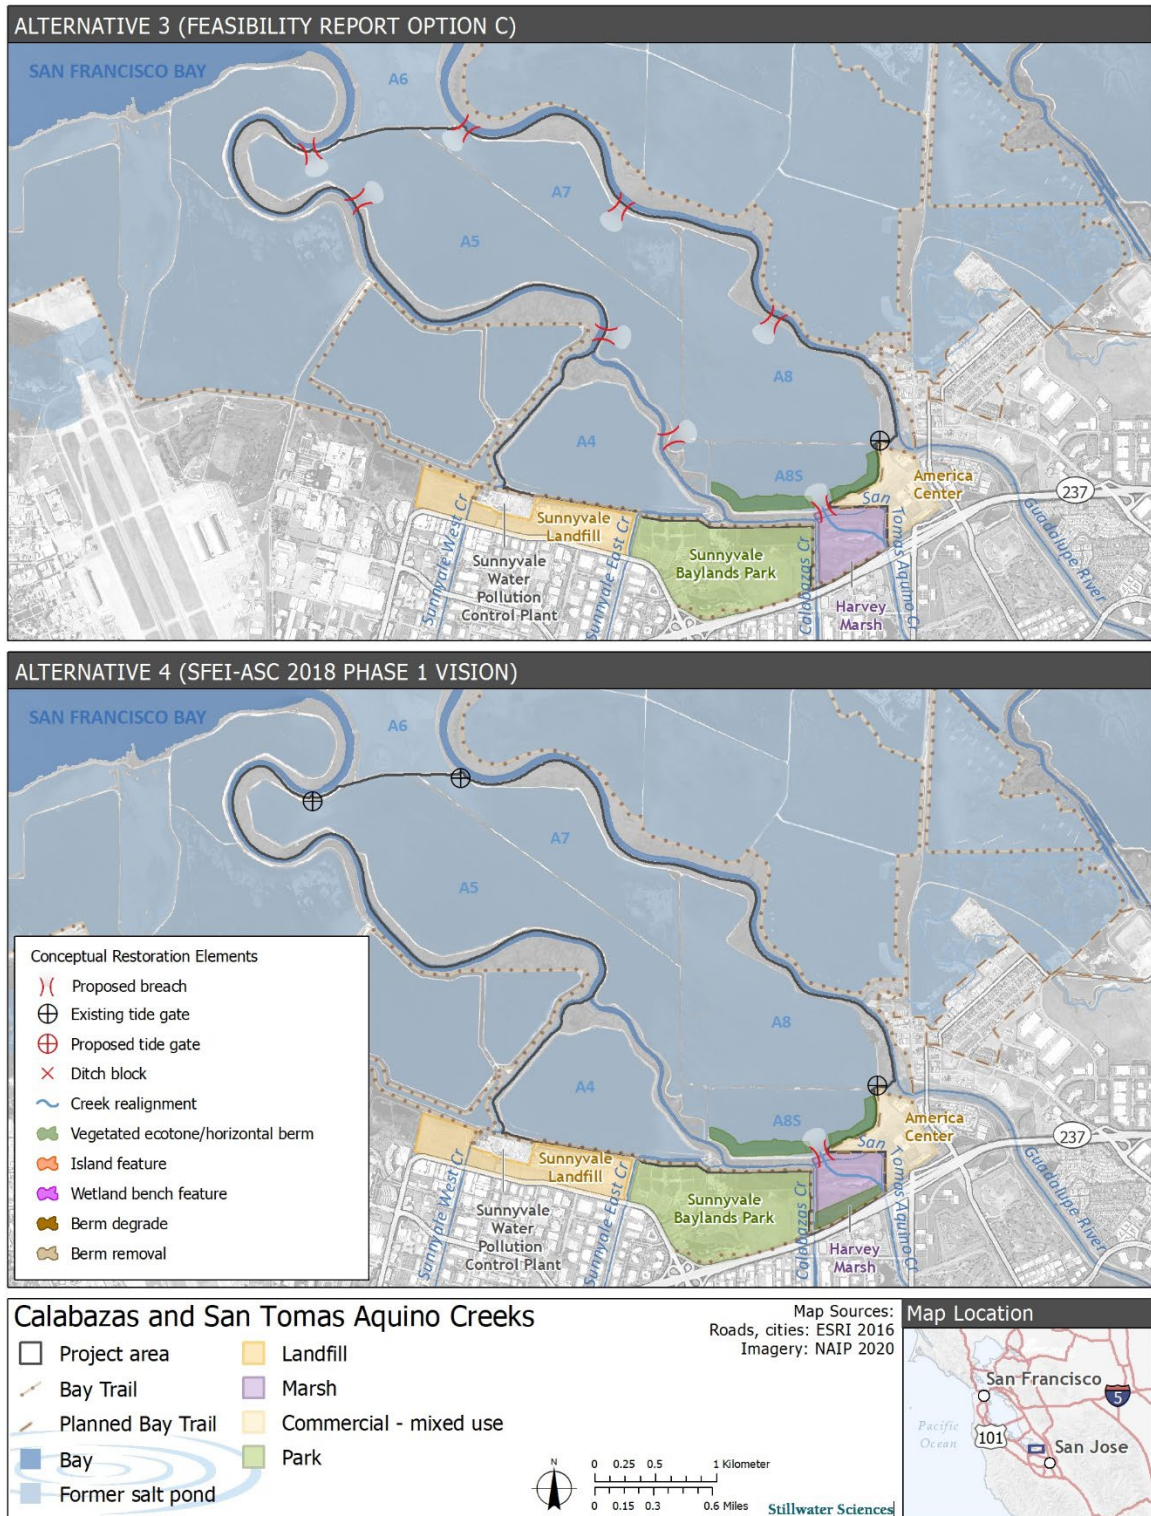 ALTERNATIVE 3 (FEASIBILITY REPORT OPTION C)
SAN FRANCISCO BAY
A6
A7
A5
A8
A4
A8S
San Tomas Aquino Cr
America
Center
237
Guadalupe River
Sunnyvale West Cr
Sunnyvale
Landfill
Sunnyvale East Cr
Sunnyvale
Water
Pollution
Control Plant
Sunnyvale
Baylands Park
Calabazas Cr
Harvey
Marsh
ALTERNATIVE 4 (SFEI-ASC 2018 PHASE 1 VISION)
SAN FRANCISCO BAY
A6
A7
A5
A8
A4
A8S
San Tomas Aquino Cr
America
Center
237
Guadalupe River
Sunnyvale West Cr
Sunnyvale
Landfill
Sunnyvale East Cr
Sunnyvale
Water
Pollution
Control Plant
Sunnyvale
Baylands Park
Calabazas Cr
Harvey
Marsh
Conceptual Restoration Elements
Proposed breach
Existing tide gate
Proposed tide gate
Ditch block
Creek realignment
Vegetated ecotone/horizontal berm
Island feature
Wetland bench feature
Berm degrade
Berm removal
Calabazas and San Tomas Aquino Creeks
Project area
Bay Trail
Planned Bay Trail
Bay
Former salt pond
Landfill
Marsh
Commercial - mixed use
Park
Map Sources:
Roads, cities: ESRI 2016
Imagery: NAIP 2020
N
0 0.25 0.5 1 Kilometer
0 0.15 0.3 0.6 Miles
Stillwater Sciences
Map Location
San Francisco
5
Pacific
Ocean
101
San Jose